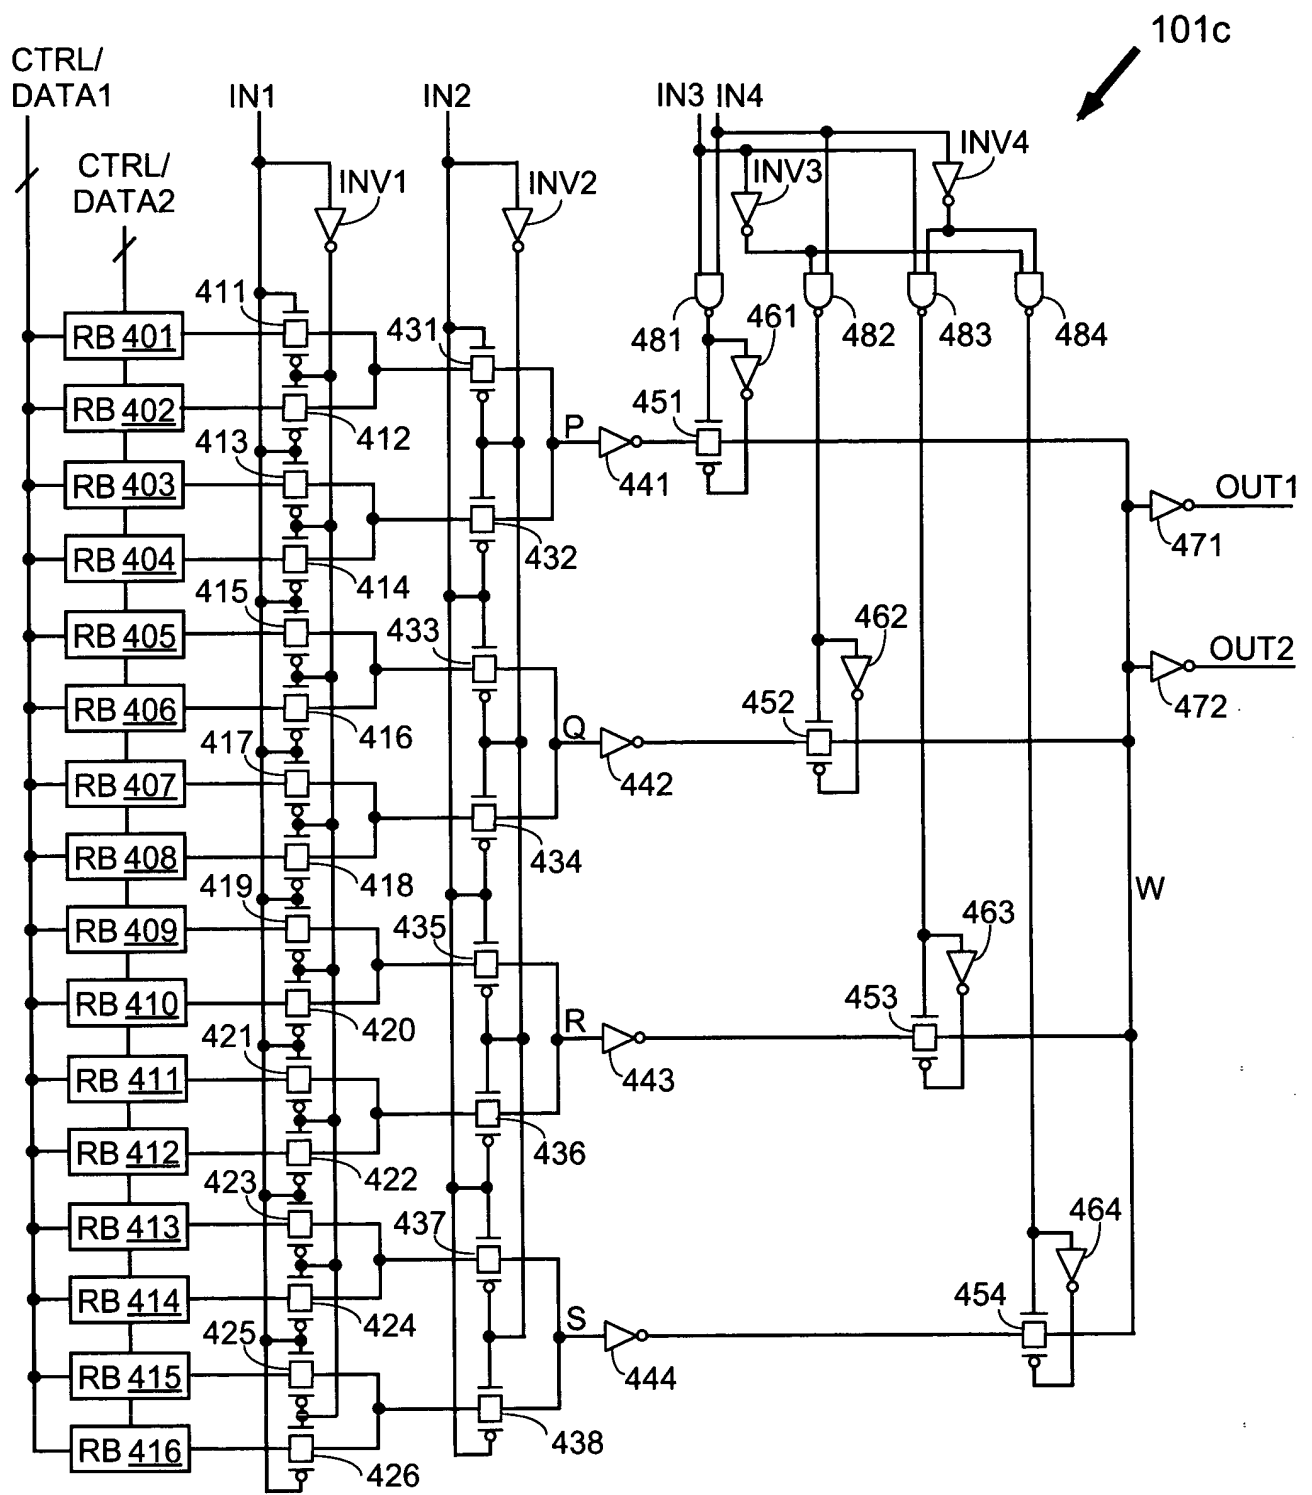 101c
CTRL/
DATA1
IN1
IN2
IN3 IN4
CTRL/
DATA2
INV1
INV2
INV3
INV4
411
431
481
461
482
483
484
RB 401
RB 402
412
451
P
413
441
RB 403
OUT1
471
432
RB 404
414
415
433
462
RB 405
OUT2
452
472
RB 406
416
Q
417
442
RB 407
434
RB 408
418
W
419
435
463
RB 409
453
RB 410
420
R
421
443
RB 411
436
RB 412
422
423
437
464
RB 413
454
RB 414
424
S
425
444
RB 415
438
RB 416
426